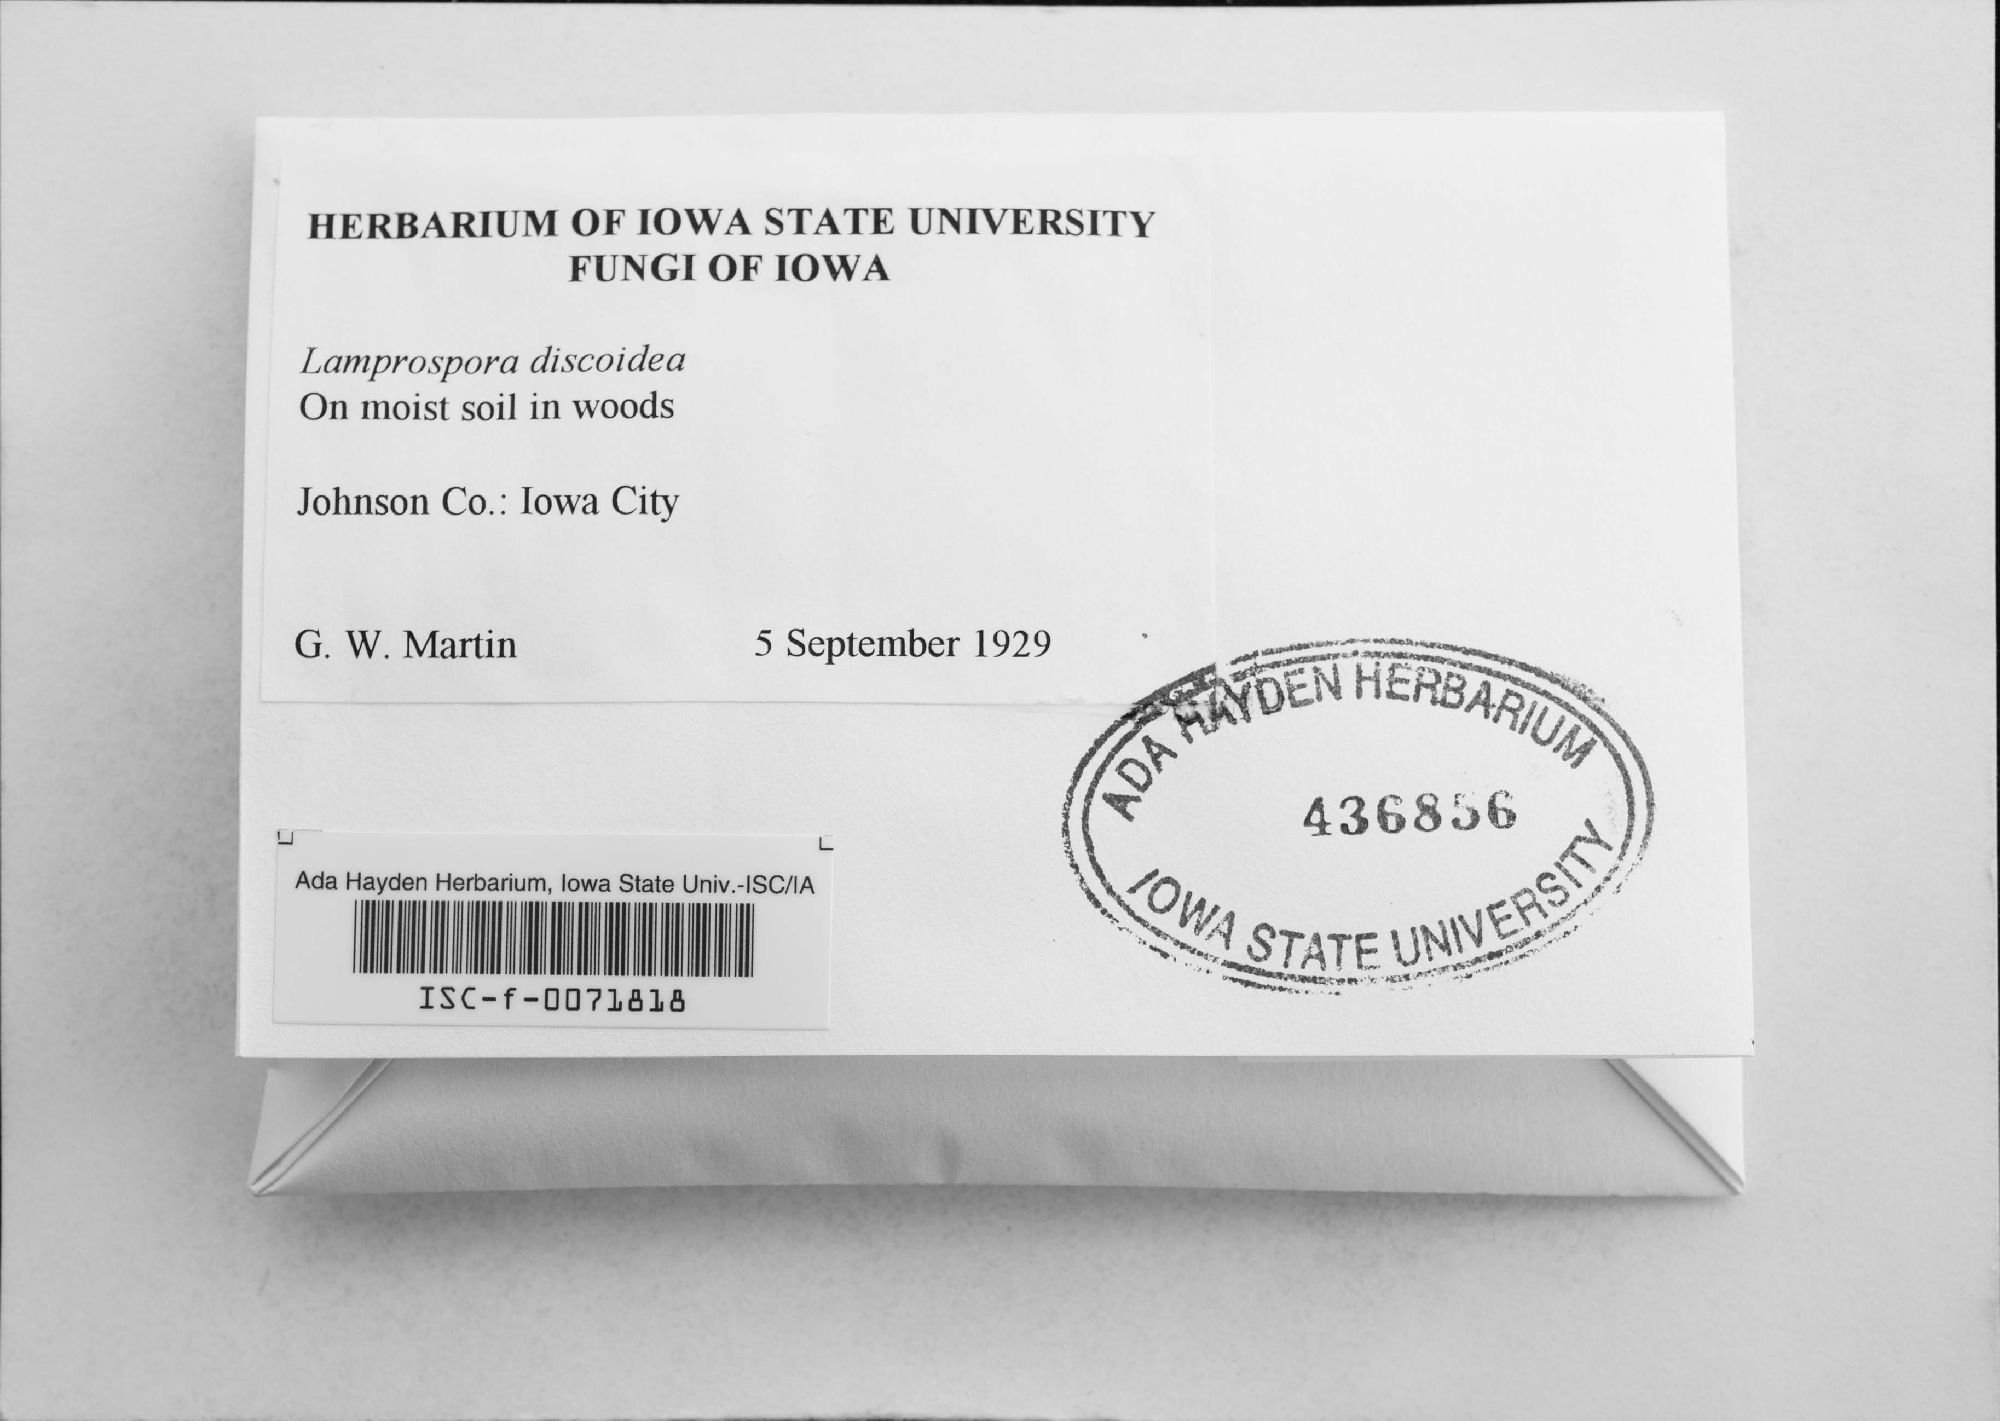 HERBARIUM OF IOWA STATE UNIVERSITY
FUNGI OF IOWA
Lamprospora discoidea
On moist soil in woods
Johnson Co.: Iowa City
G. W. Martin 5 September 1929
ADA HAYDEN HERBARIUM
436856
IOWA STATE UNIVERSITY
Ada Hayden Herbarium, Iowa State Univ.-ISC/IA
ISC-f-0071818